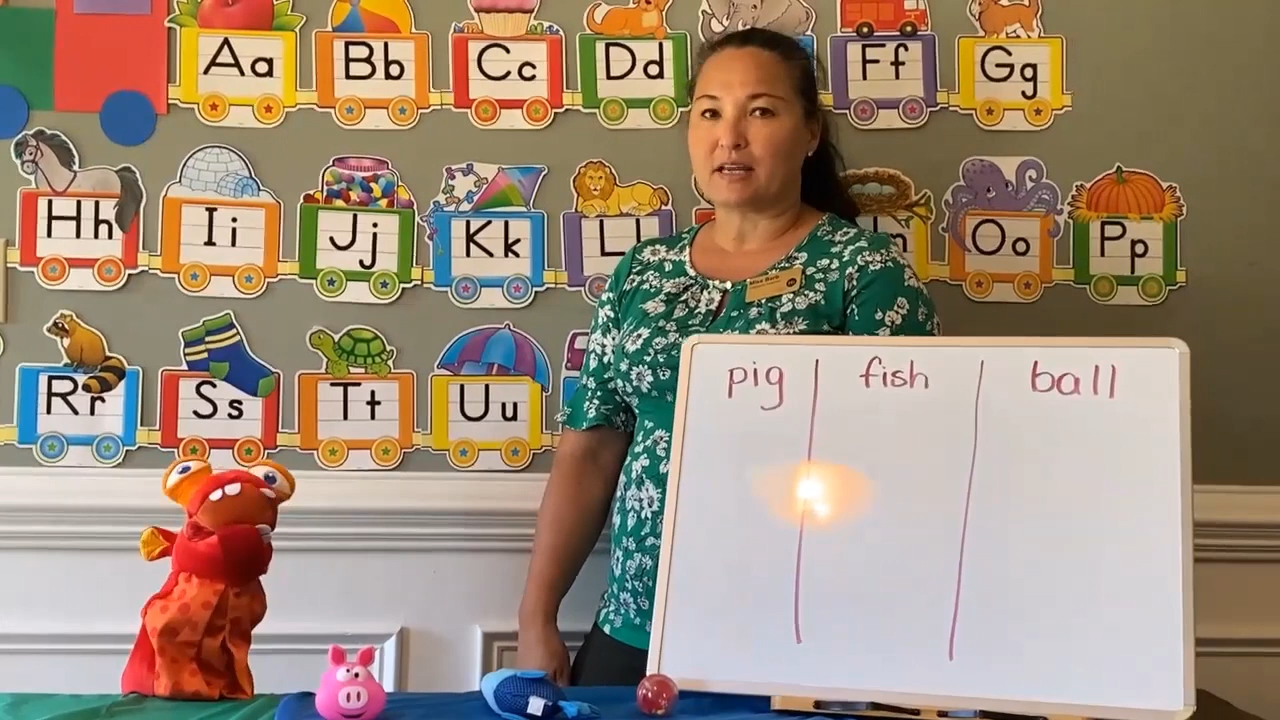 Aa Bb Cc Dd Ff Gg
Hh Ii Jj Kk Ll Oo Pp
Rr Ss Tt Uu
pig fish ball